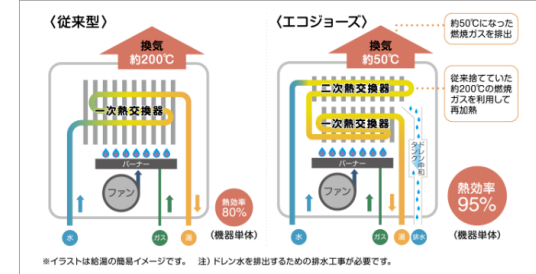 〈従来型〉
換気
約200℃
一次熱交換器
バーナー
ファン
水
ガス
湯
熱効率
80%
(機器単体)
〈エコジョーズ〉
換気
約50℃
二次熱交換器
一次熱交換器
バーナー
ファン
ドレン中和
タンク
水
ガス
湯
排水
約50℃になった
燃焼ガスを排出
従来捨てていた
約200℃の燃焼
ガスを利用して
再加熱
熱効率
95%
(機器単体)
※イラストは給湯の簡易イメージです。 注）ドレン水を排出するための排水工事が必要です。